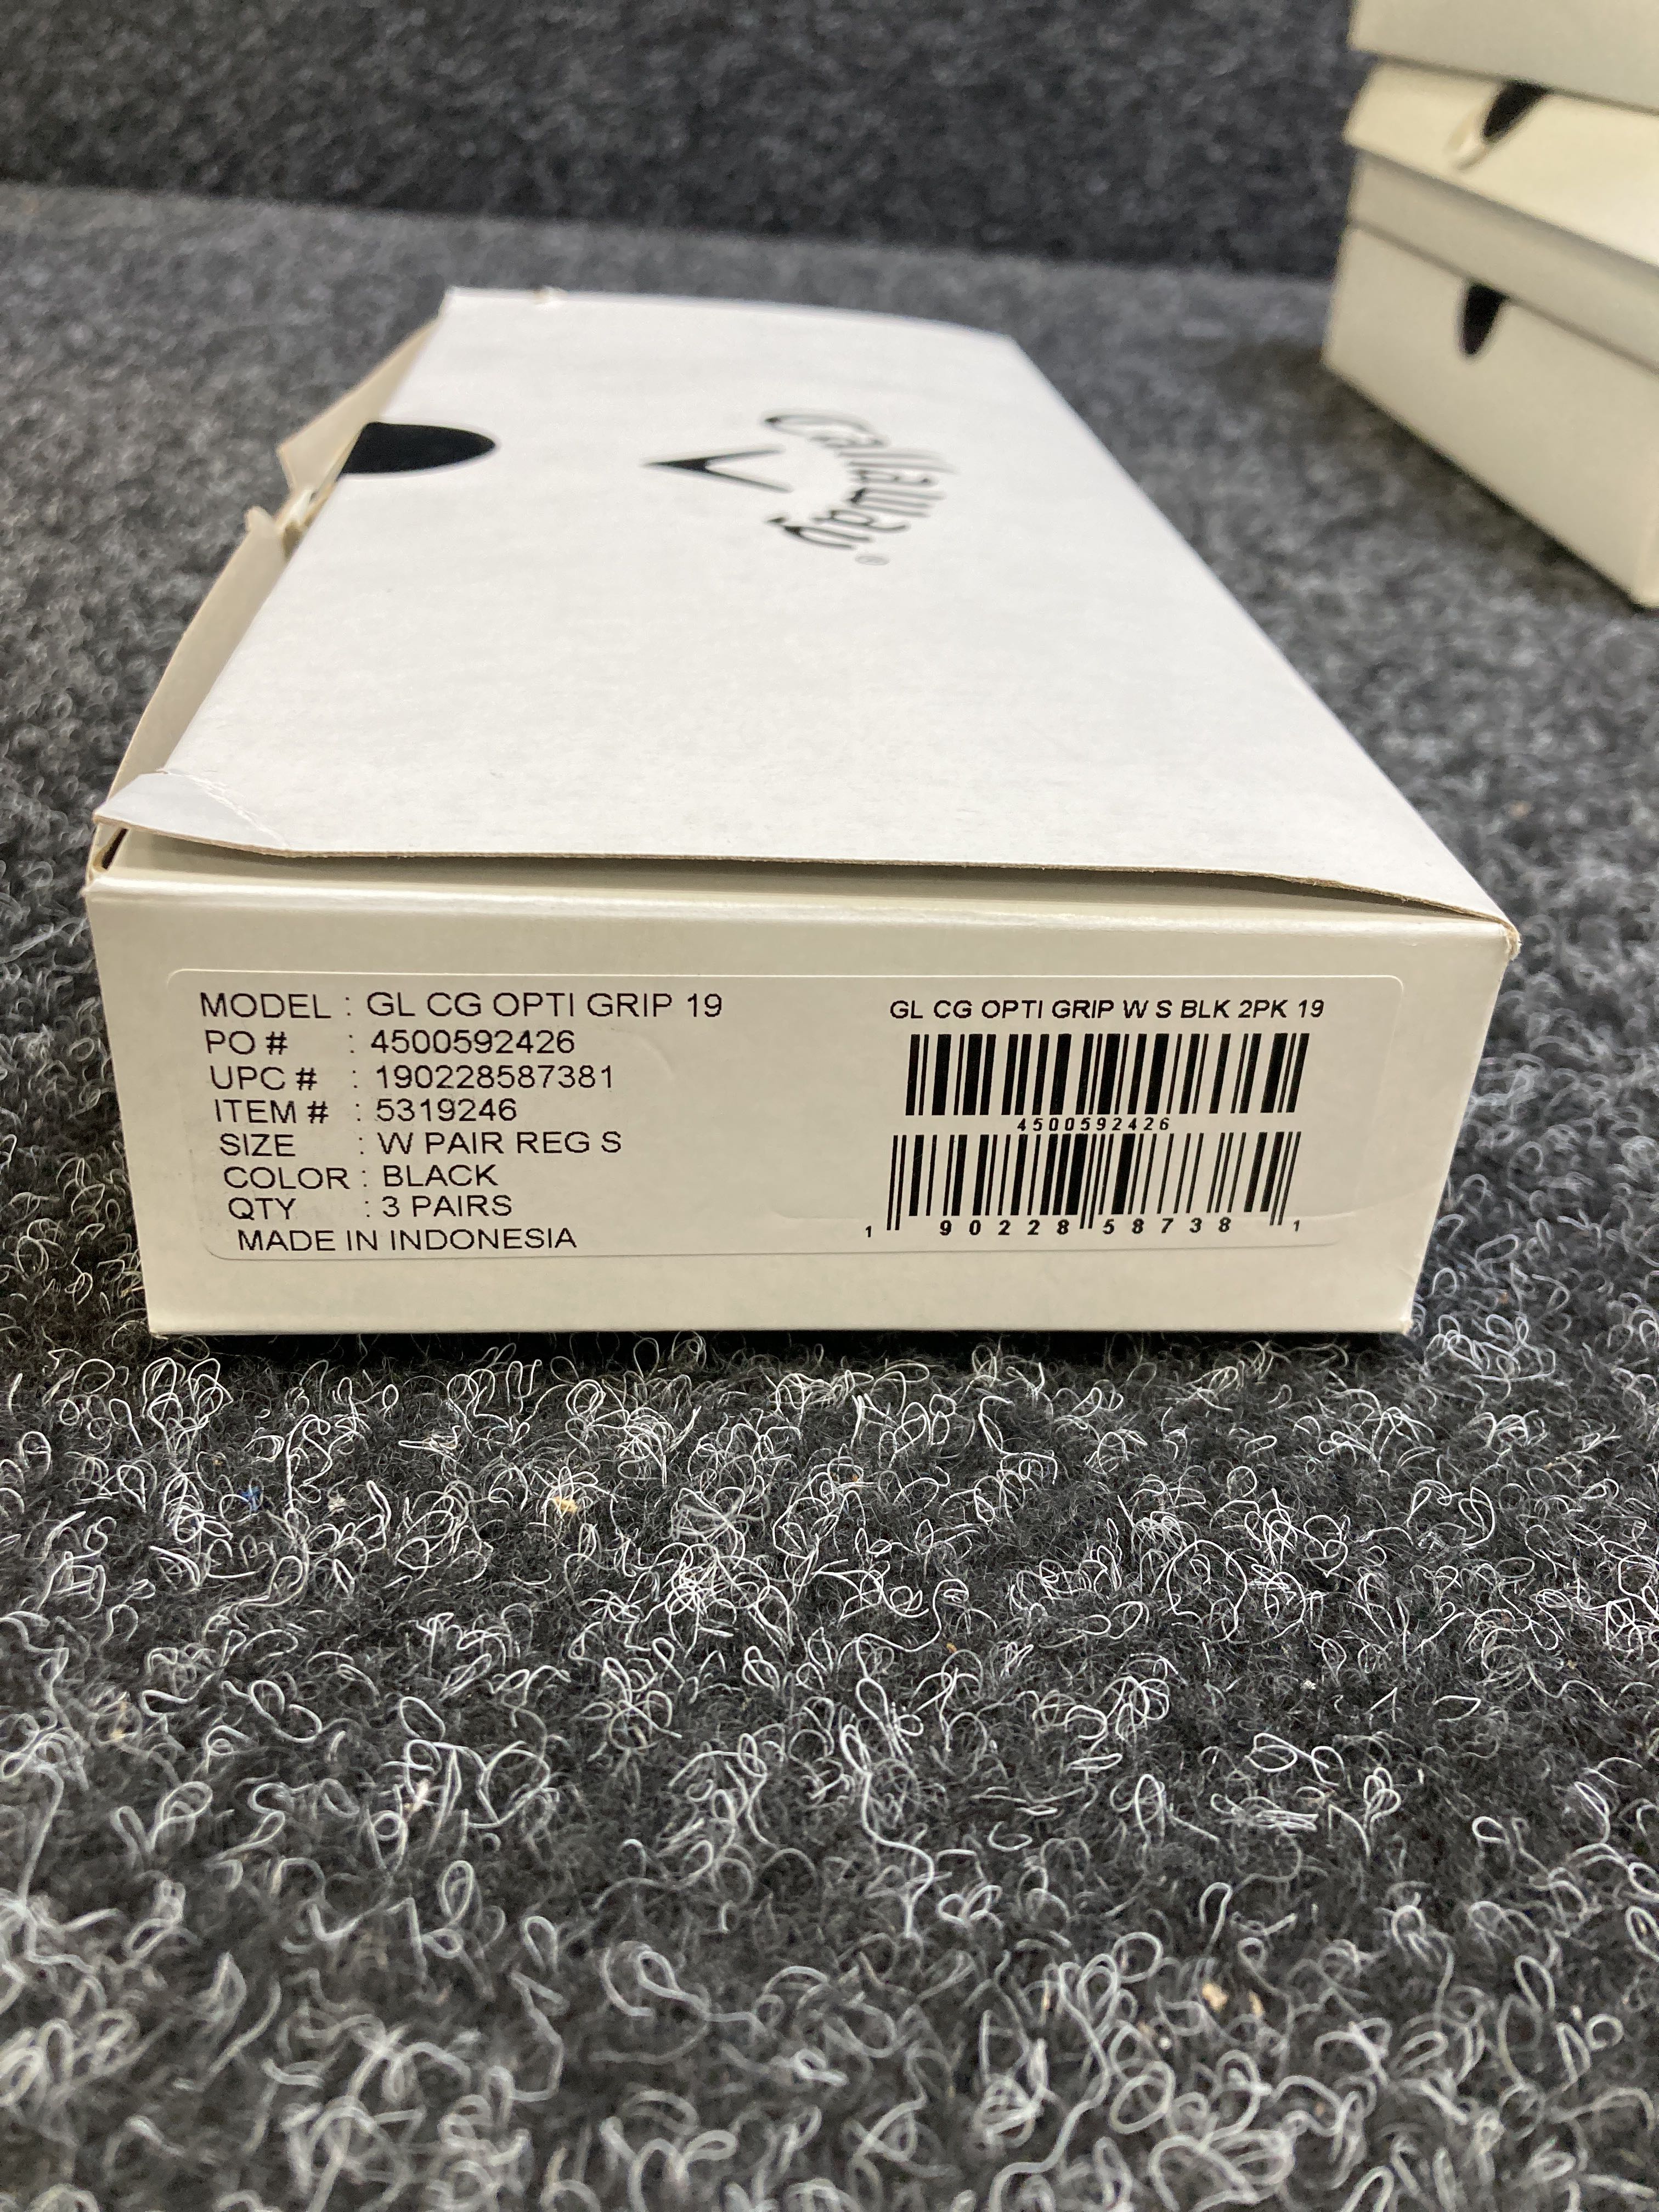 Callaway
®
MODEL : GL CG OPTI GRIP 19
PO # : 4500592426
UPC # : 190228587381
ITEM # : 5319246
SIZE : W PAIR REG S
COLOR : BLACK
QTY : 3 PAIRS
MADE IN INDONESIA
GL CG OPTI GRIP W S BLK 2PK 19
4500592426
1 90228 58738 1